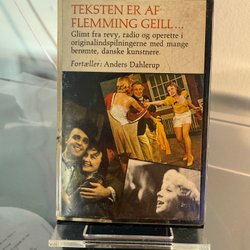 TEKSTEN ER AF
FLEMMING GEILL...
Glimt fra revy, radio og operette i
originalindspilningerne med mange
berømte, danske kunstnere.
Fortæller: Anders Dahlerup